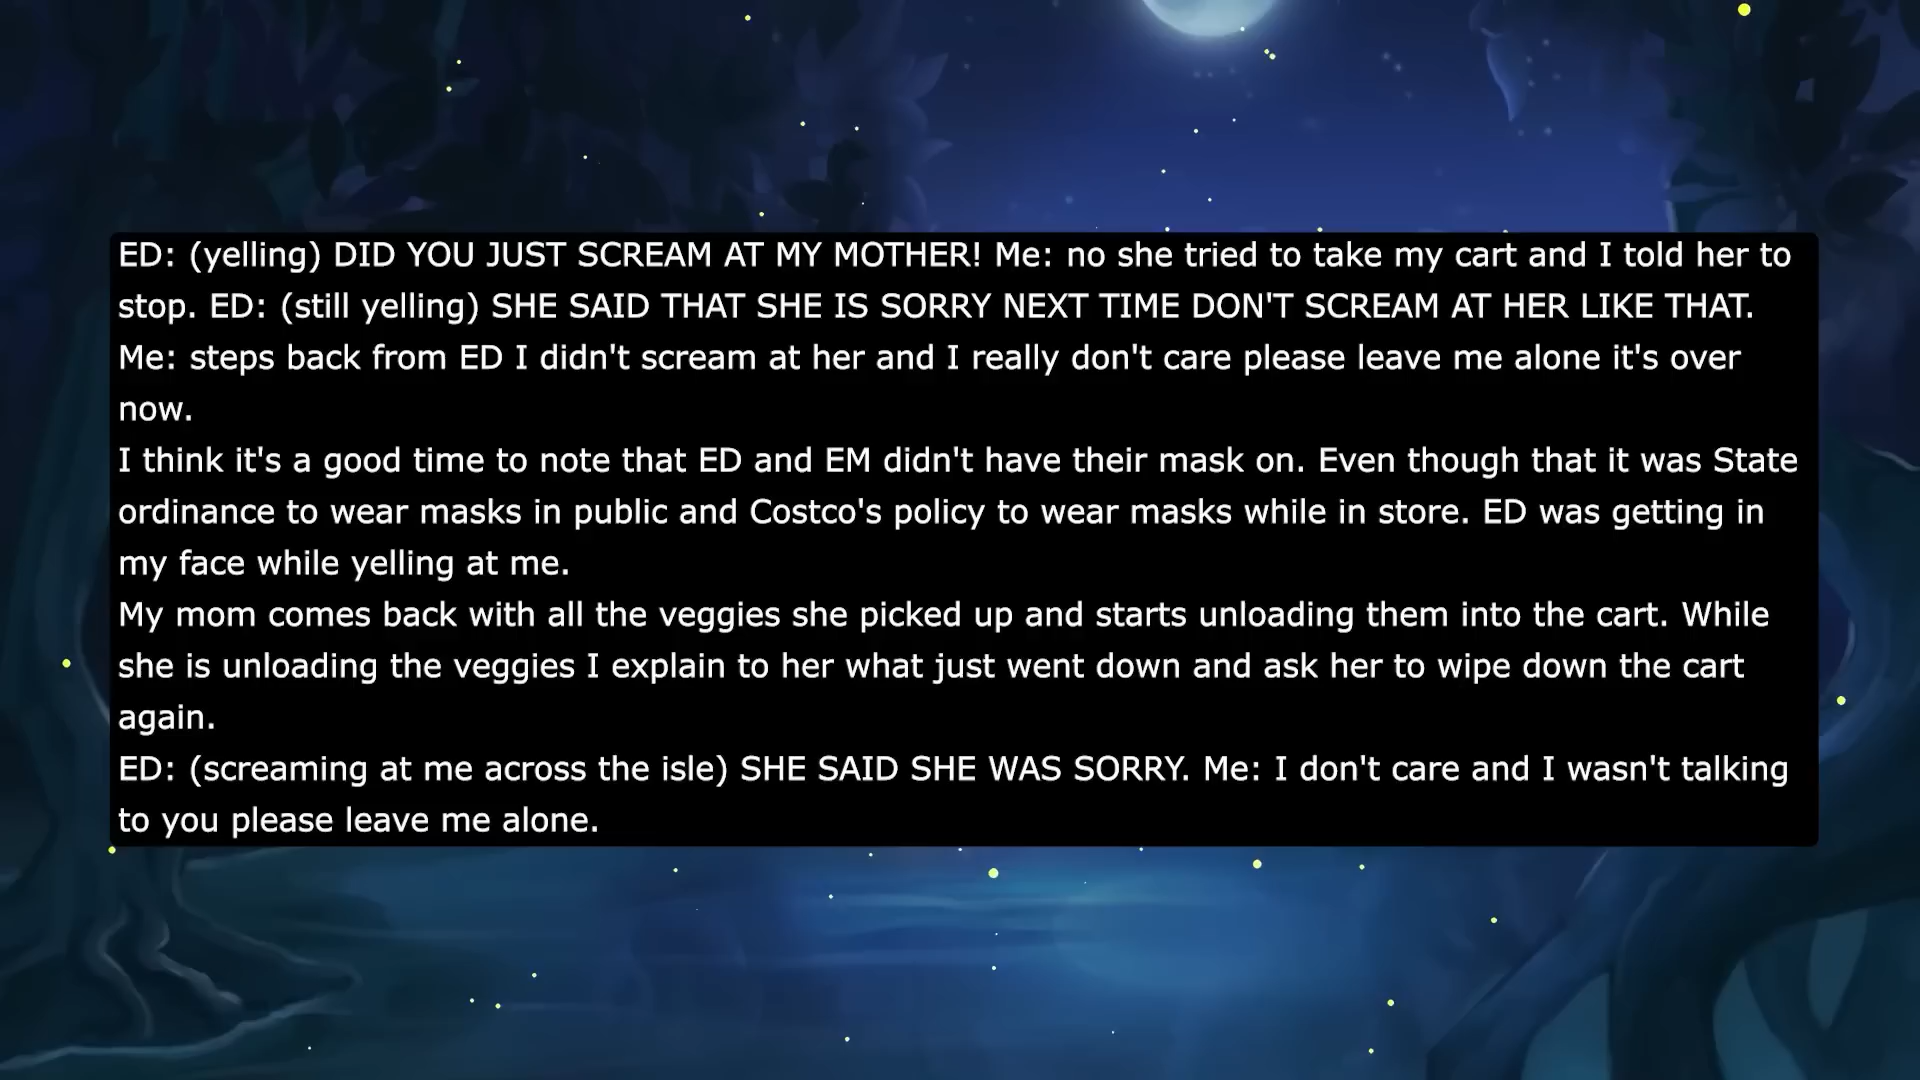 ED: (yelling) DID YOU JUST SCREAM AT MY MOTHER! Me: no she tried to take my cart and I told her to
stop. ED: (still yelling) SHE SAID THAT SHE IS SORRY NEXT TIME DON'T SCREAM AT HER LIKE THAT.
Me: steps back from ED I didn't scream at her and I really don't care please leave me alone it's over
now.
I think it's a good time to note that ED and EM didn't have their mask on. Even though that it was State
ordinance to wear masks in public and Costco's policy to wear masks while in store. ED was getting in
my face while yelling at me.
My mom comes back with all the veggies she picked up and starts unloading them into the cart. While
she is unloading the veggies I explain to her what just went down and ask her to wipe down the cart
again.
ED: (screaming at me across the isle) SHE SAID SHE WAS SORRY. Me: I don't care and I wasn't talking
to you please leave me alone.